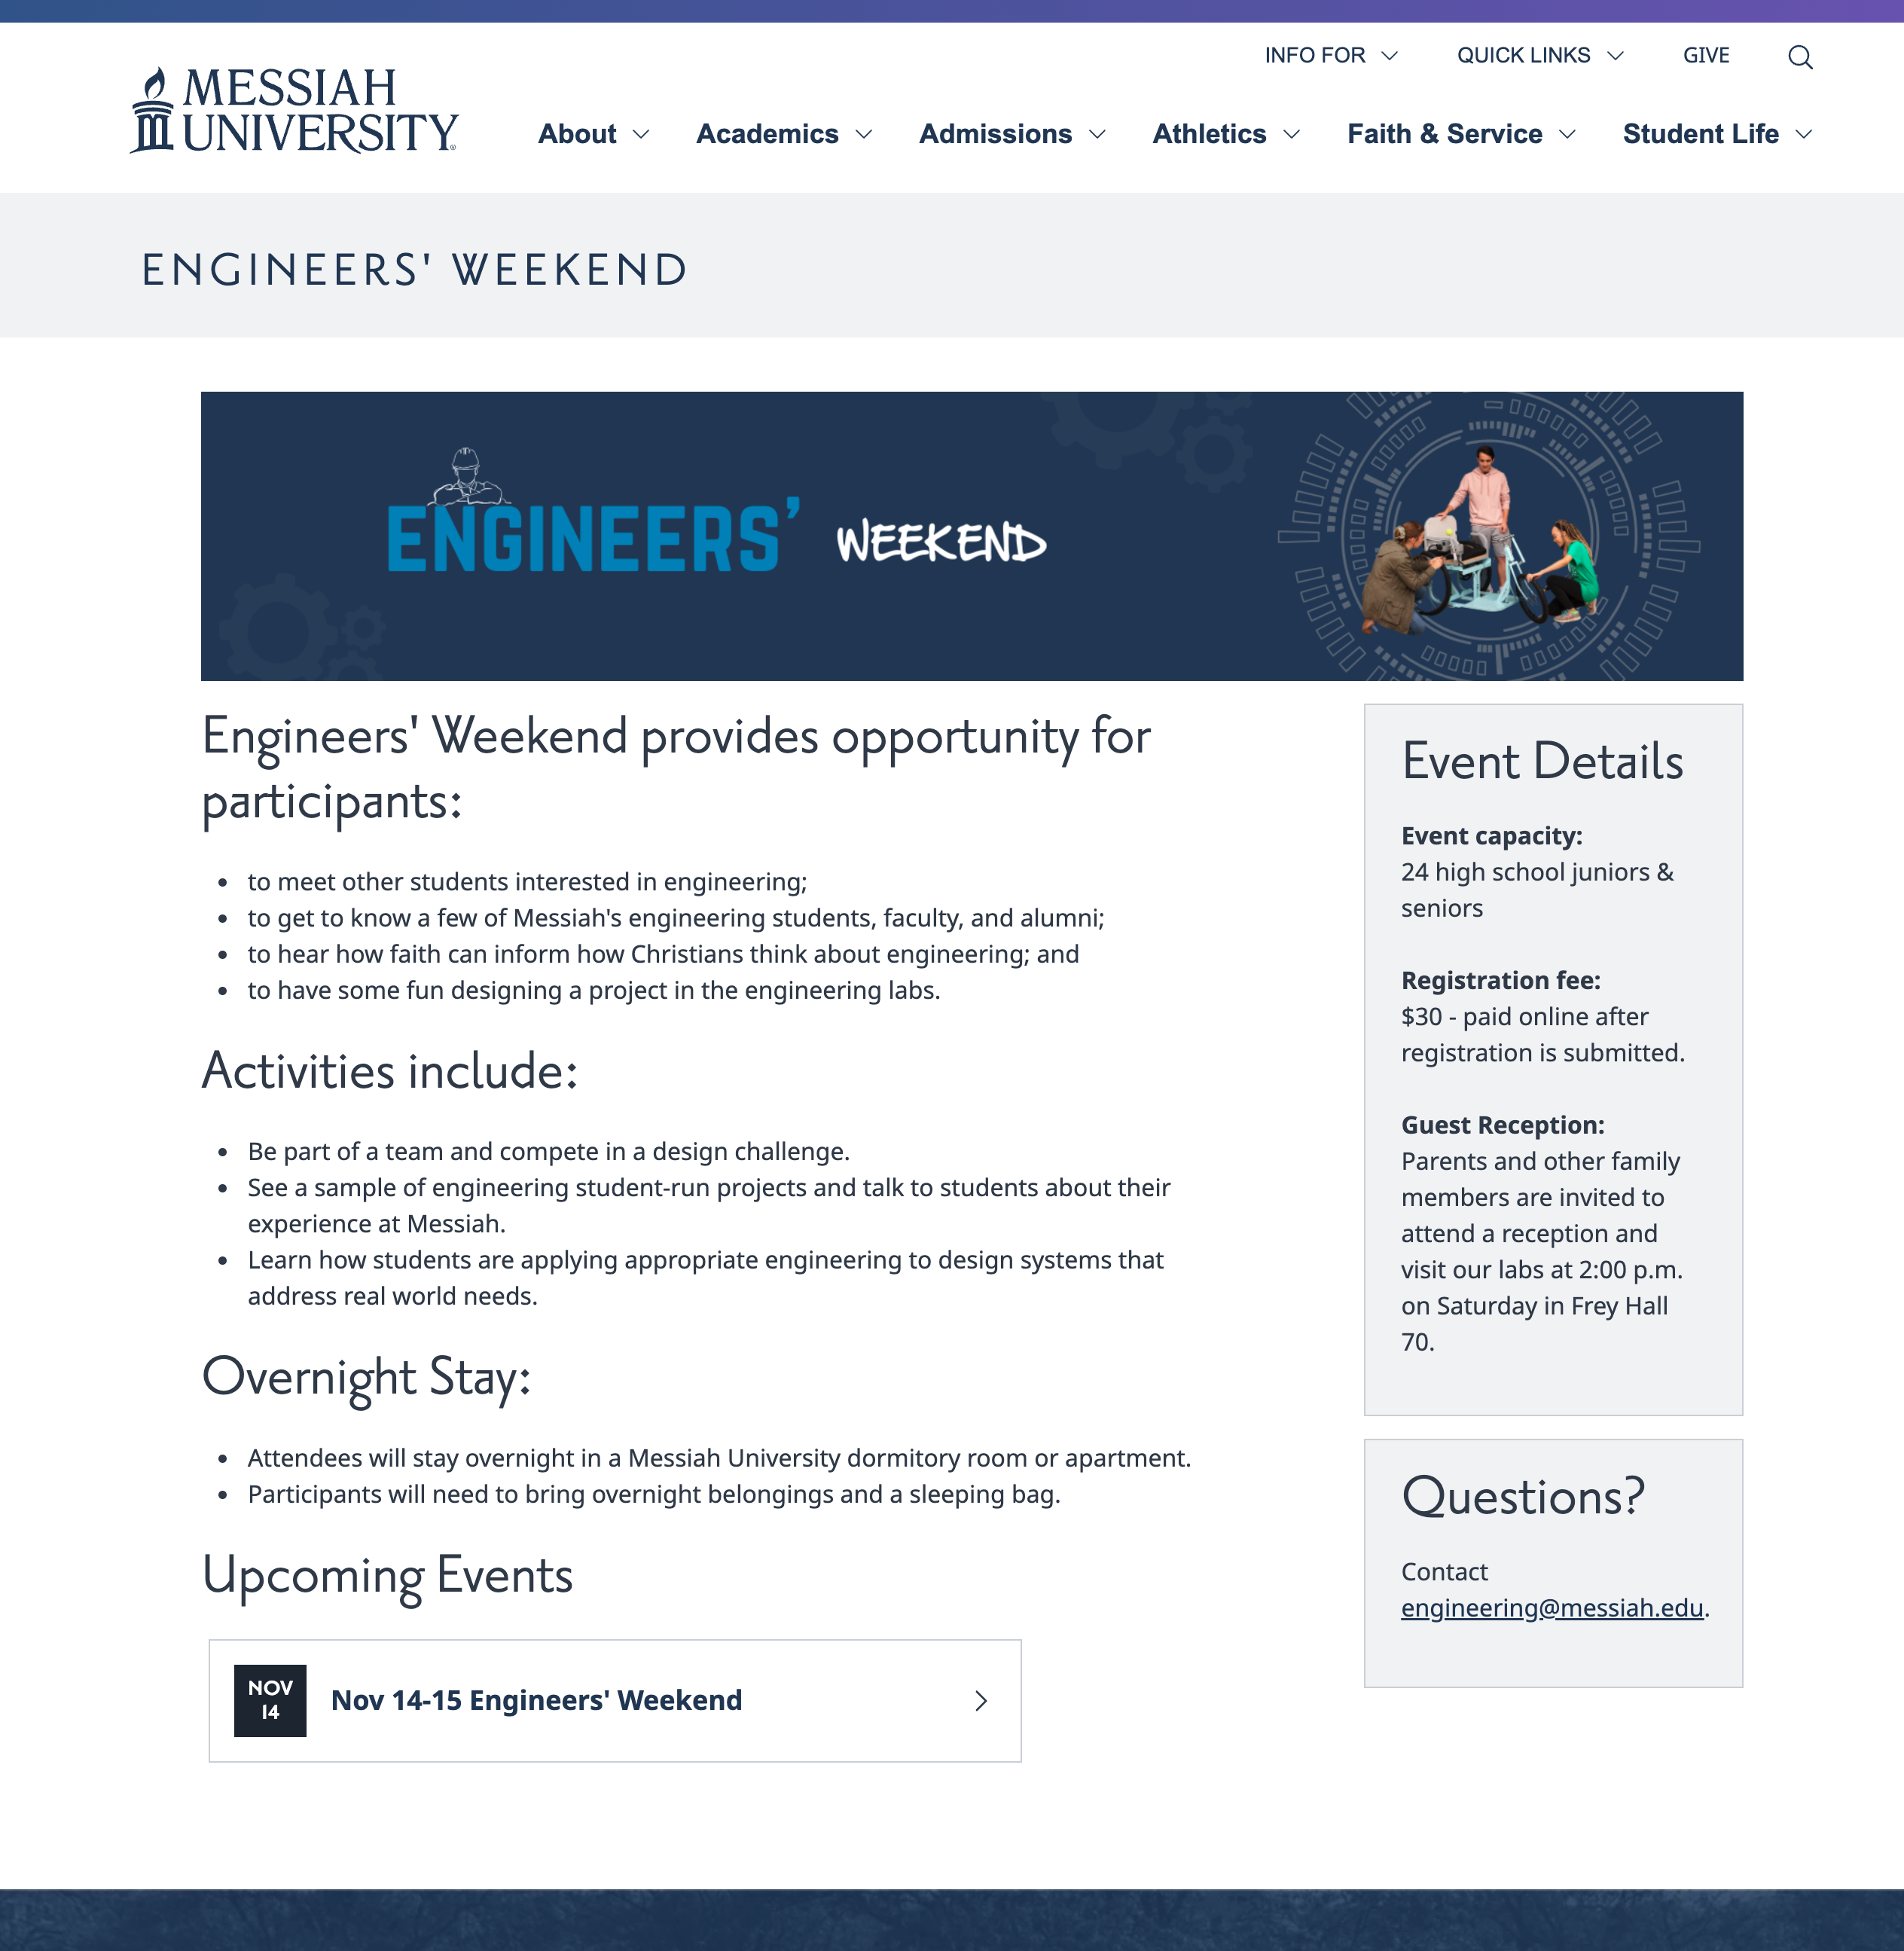 INFO FOR
QUICK LINKS
GIVE
MESSIAH
UNIVERSITY®
About
Academics
Admissions
Athletics
Faith & Service
Student Life
ENGINEERS' WEEKEND
ENGINEERS’ WEEKEND
Engineers' Weekend provides opportunity for
participants:
to meet other students interested in engineering;
to get to know a few of Messiah's engineering students, faculty, and alumni;
to hear how faith can inform how Christians think about engineering; and
to have some fun designing a project in the engineering labs.
Activities include:
Be part of a team and compete in a design challenge.
See a sample of engineering student-run projects and talk to students about their
experience at Messiah.
Learn how students are applying appropriate engineering to design systems that
address real world needs.
Overnight Stay:
Attendees will stay overnight in a Messiah University dormitory room or apartment.
Participants will need to bring overnight belongings and a sleeping bag.
Upcoming Events
NOV
14
Nov 14-15 Engineers' Weekend
Event Details
Event capacity:
24 high school juniors &
seniors
Registration fee:
$30 - paid online after
registration is submitted.
Guest Reception:
Parents and other family
members are invited to
attend a reception and
visit our labs at 2:00 p.m.
on Saturday in Frey Hall
70.
Questions?
Contact
engineering@messiah.edu.